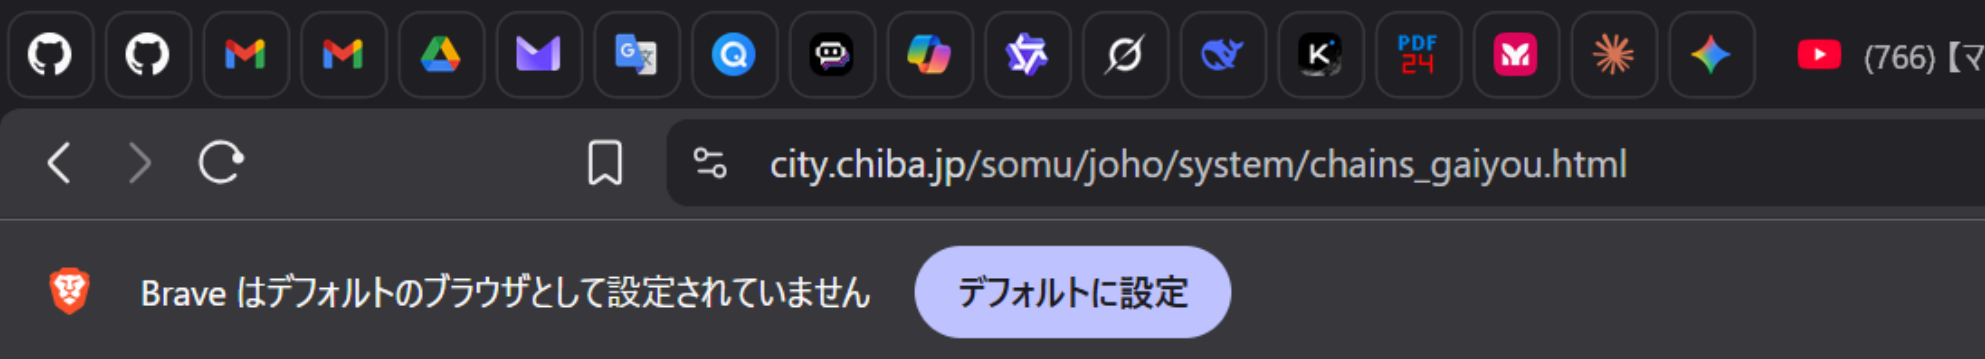 PDF
24
(766)【マ
city.chiba.jp/somu/joho/system/chains_gaiyou.html
Brave はデフォルトのブラウザとして設定されていません
デフォルトに設定